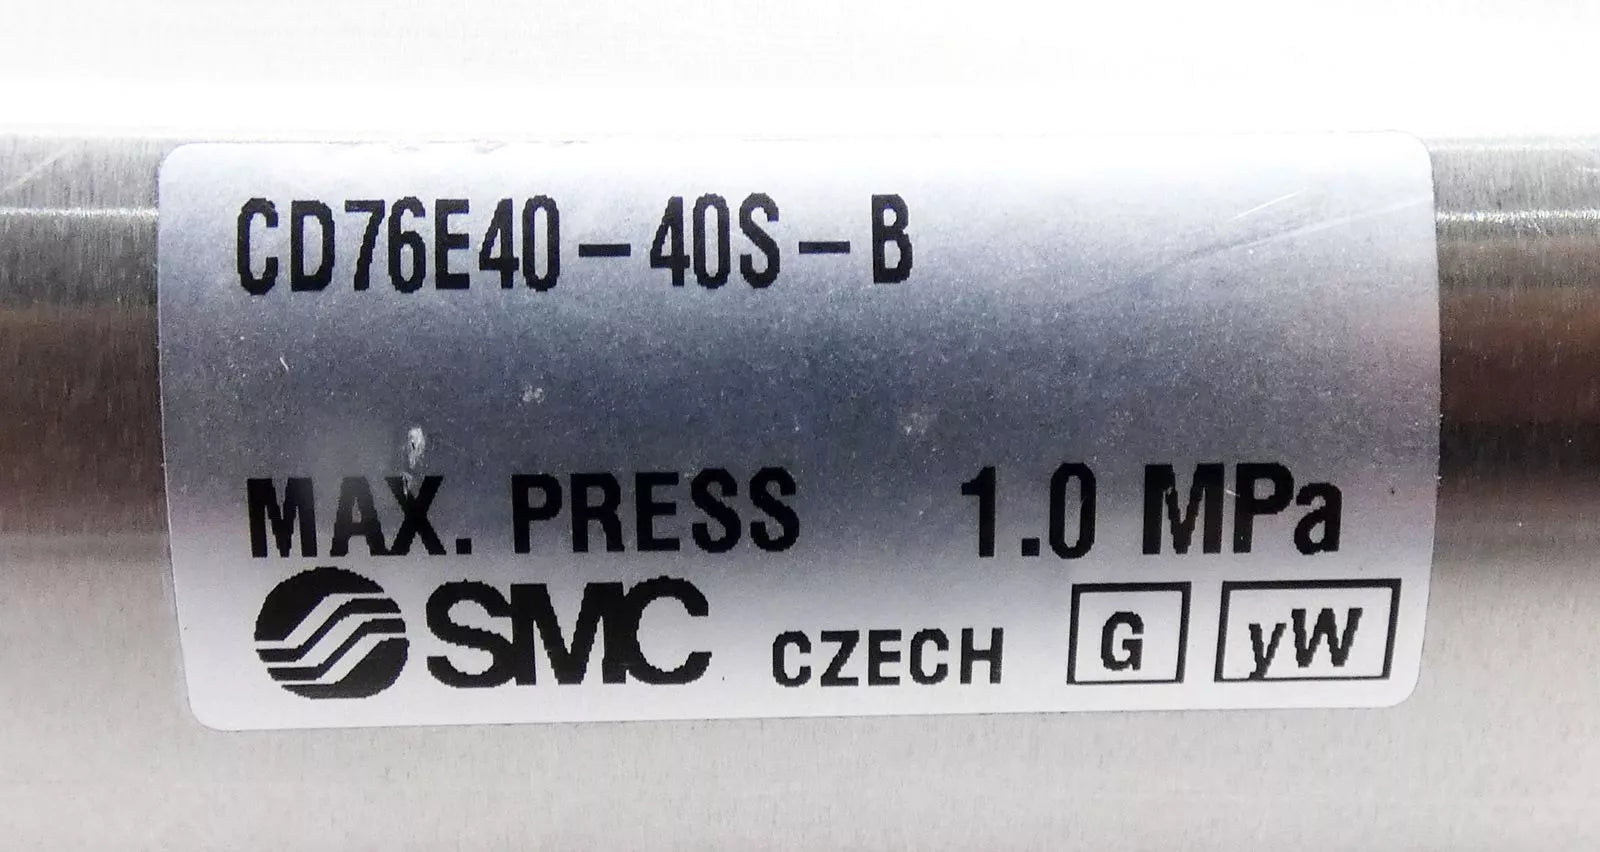 CD76E40-40S-B
MAX. PRESS 1.0 MPa
SMC CZECH G yW